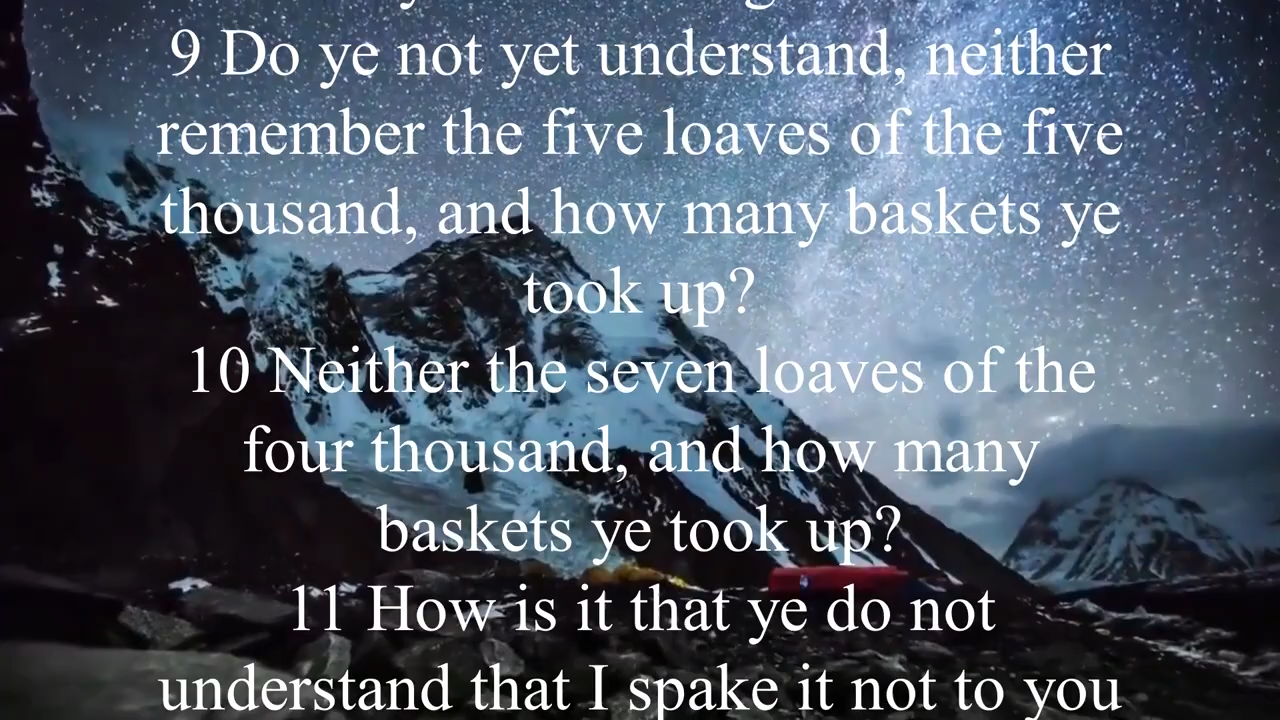 9 Do ye not yet understand, neither
remember the five loaves of the five
thousand, and how many baskets ye
took up?
10 Neither the seven loaves of the
four thousand, and how many
baskets ye took up?
11 How is it that ye do not
understand that I spake it not to you